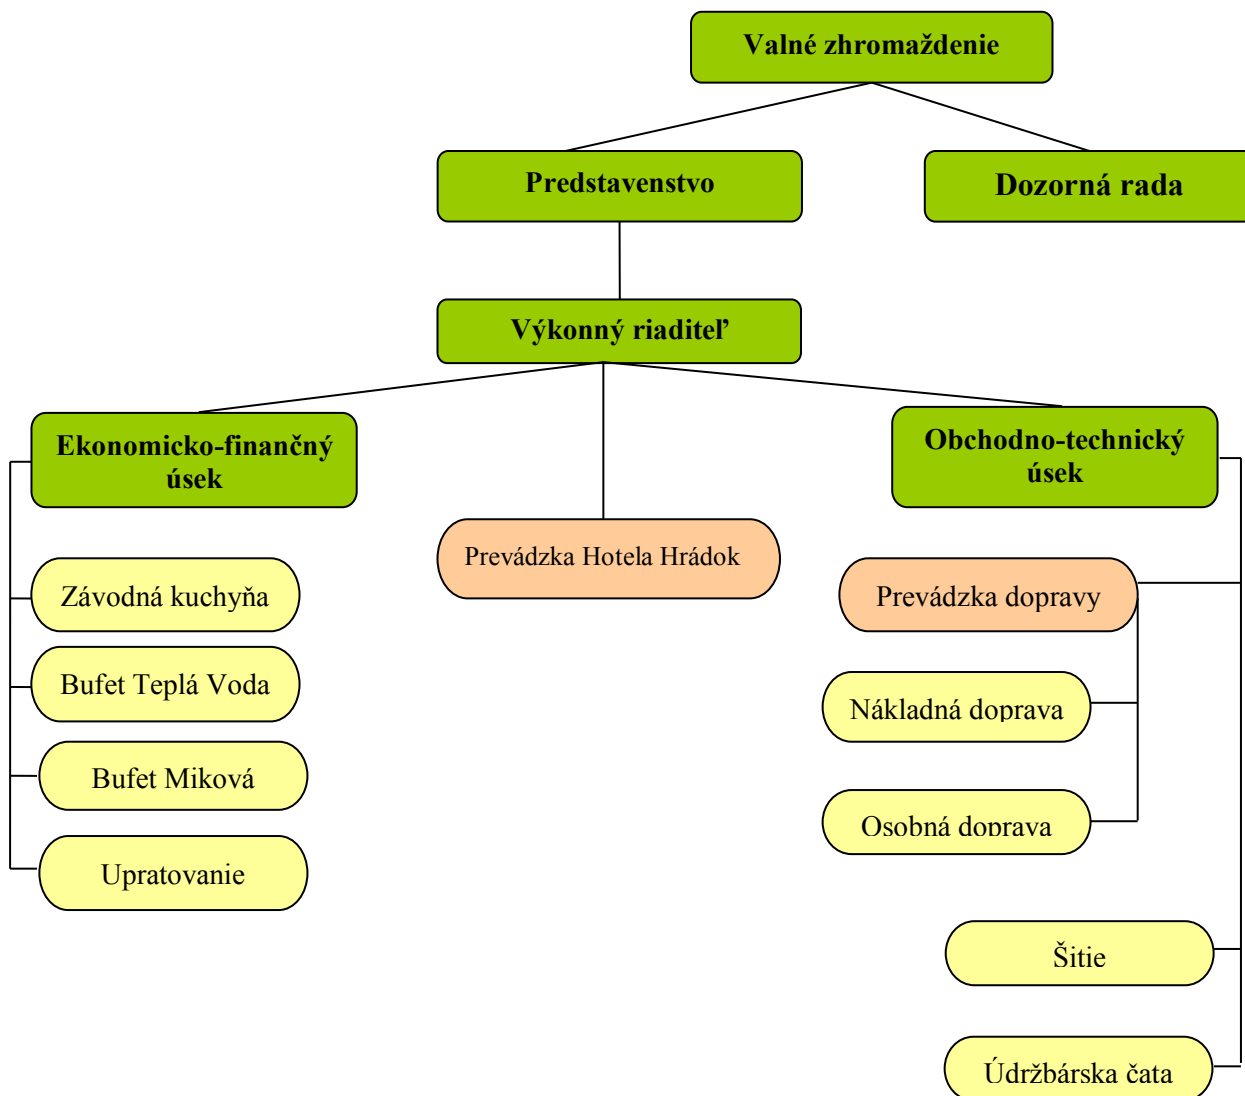 Valné zhromaždenie
Predstavenstvo
Dozorná rada
Výkonný riaditeľ
Ekonomicko-finančný
úsek
Obchodno-technický
úsek
Prevádzka Hotela Hrádok
Závodná kuchyňa
Prevádzka dopravy
Bufet Teplá Voda
Nákladná doprava
Bufet Miková
Osobná doprava
Upratovanie
Šitie
Údržbárska čata